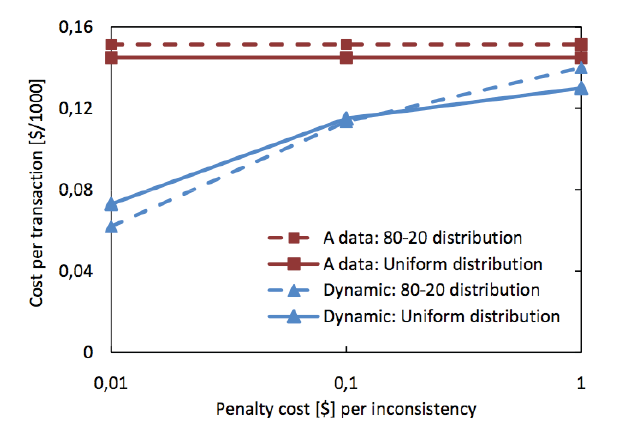 Cost per transaction [$/1000]
0,16
0,12
0,08
0,04
0
0,01
0,1
1
Penalty cost [$] per inconsistency
A data: 80-20 distribution
A data: Uniform distribution
Dynamic: 80-20 distribution
Dynamic: Uniform distribution